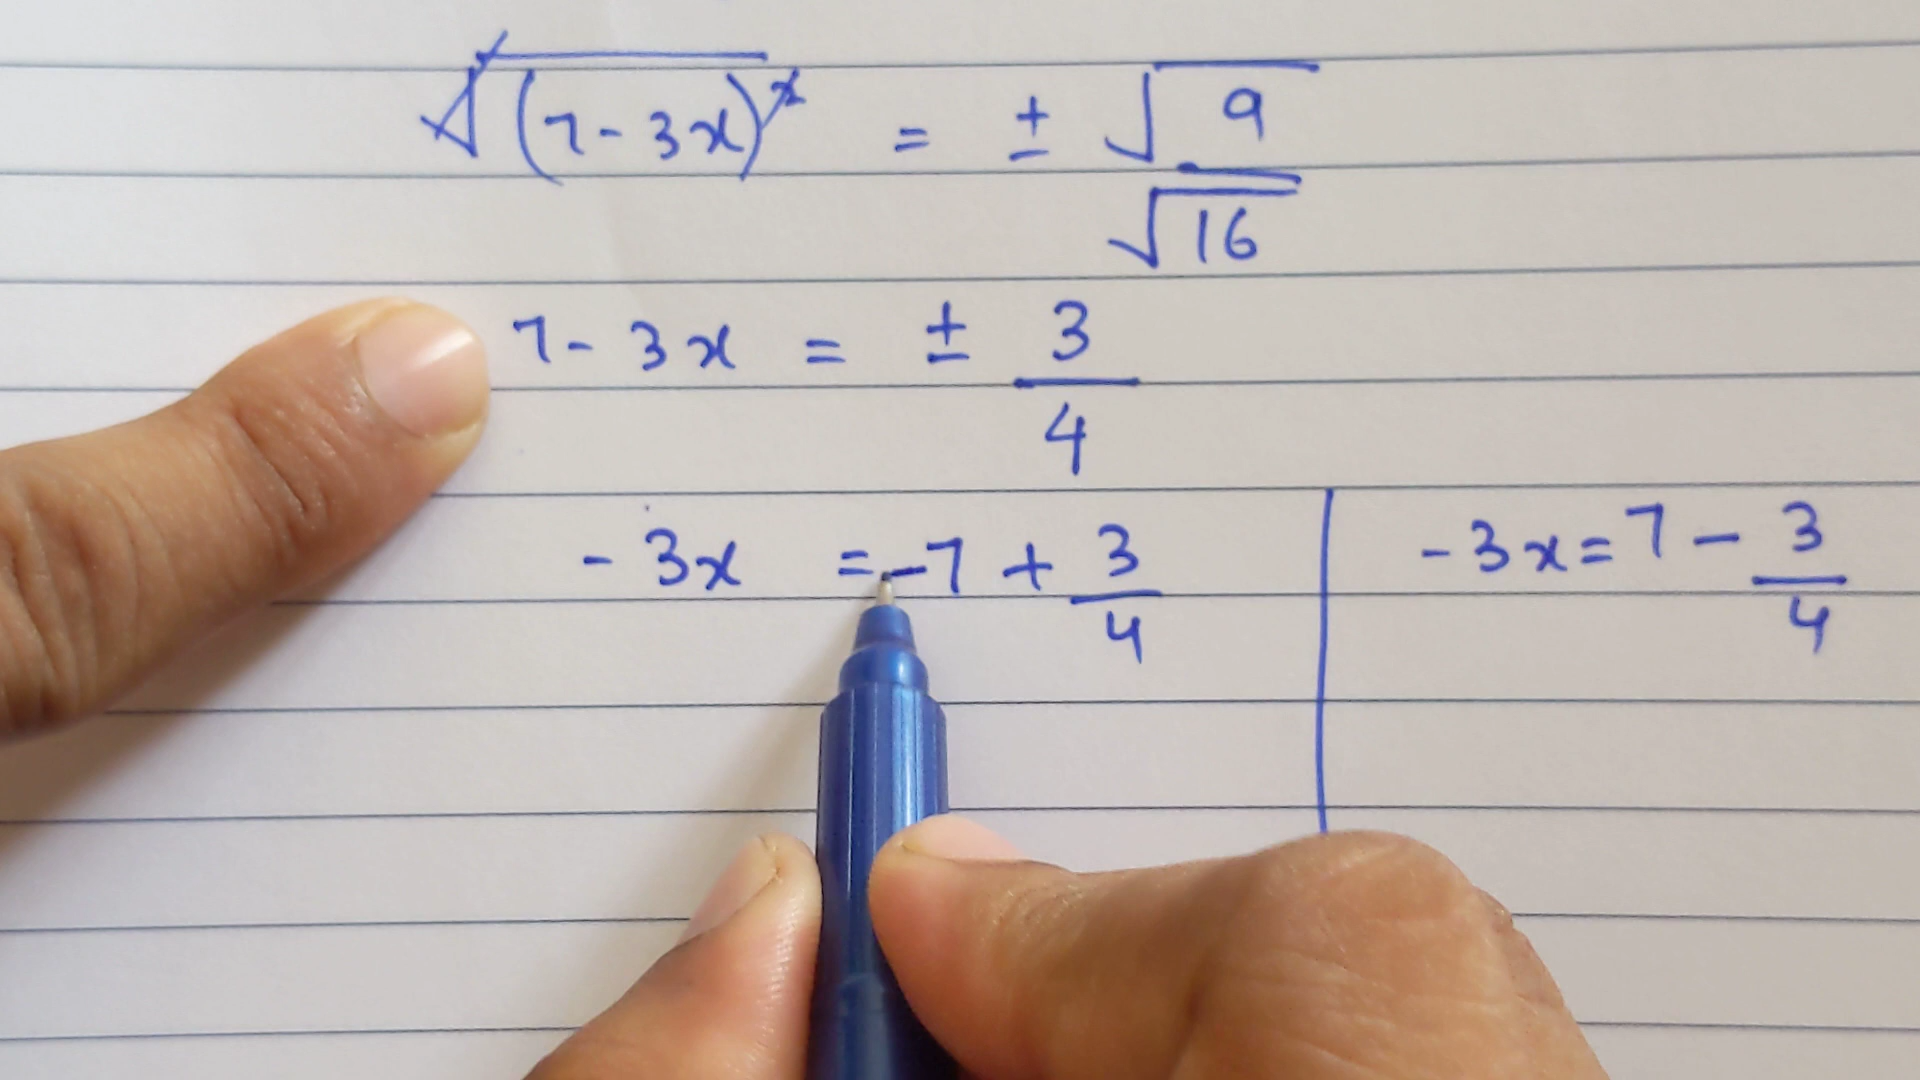 √(7-3x)² = ± √9/√16
7-3x = ± 3/4
-3x = -7 + 3/4
-3x = 7 - 3/4